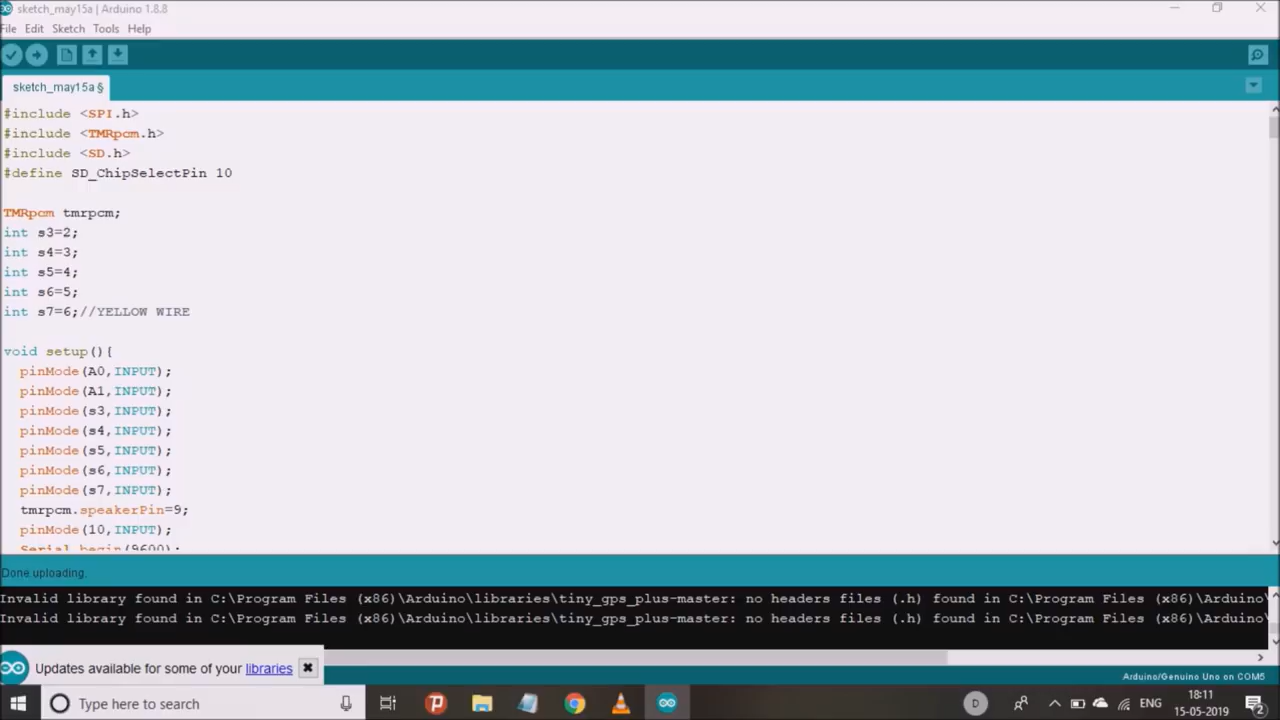 sketch_may15a | Arduino 1.8.8
File Edit Sketch Tools Help
sketch_may15a §
#include <SPI.h>
#include <TMRpcm.h>
#include <SD.h>
#define SD_ChipSelectPin 10
TMRpcm tmrpcm;
int s3=2;
int s4=3;
int s5=4;
int s6=5;
int s7=6;//YELLOW WIRE
void setup(){
pinMode(A0,INPUT);
pinMode(A1,INPUT);
pinMode(s3,INPUT);
pinMode(s4,INPUT);
pinMode(s5,INPUT);
pinMode(s6,INPUT);
pinMode(s7,INPUT);
tmrpcm.speakerPin=9;
pinMode(10,INPUT);
Serial.begin(9600);
Done uploading.
Invalid library found in C:\Program Files (x86)\Arduino\libraries\tiny_gps_plus-master: no headers files (.h) found in C:\Program Files (x86)\Arduino\
Invalid library found in C:\Program Files (x86)\Arduino\libraries\tiny_gps_plus-master: no headers files (.h) found in C:\Program Files (x86)\Arduino\
Updates available for some of your libraries
Arduino/Genuino Uno on COM5
Type here to search
D
ENG
18:11
15-05-2019
2